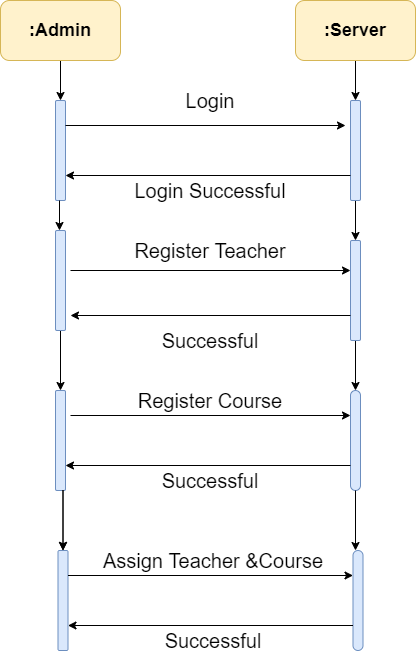 :Admin
:Server
Login
Login Successful
Register Teacher
Successful
Register Course
Successful
Assign Teacher &Course
Successful